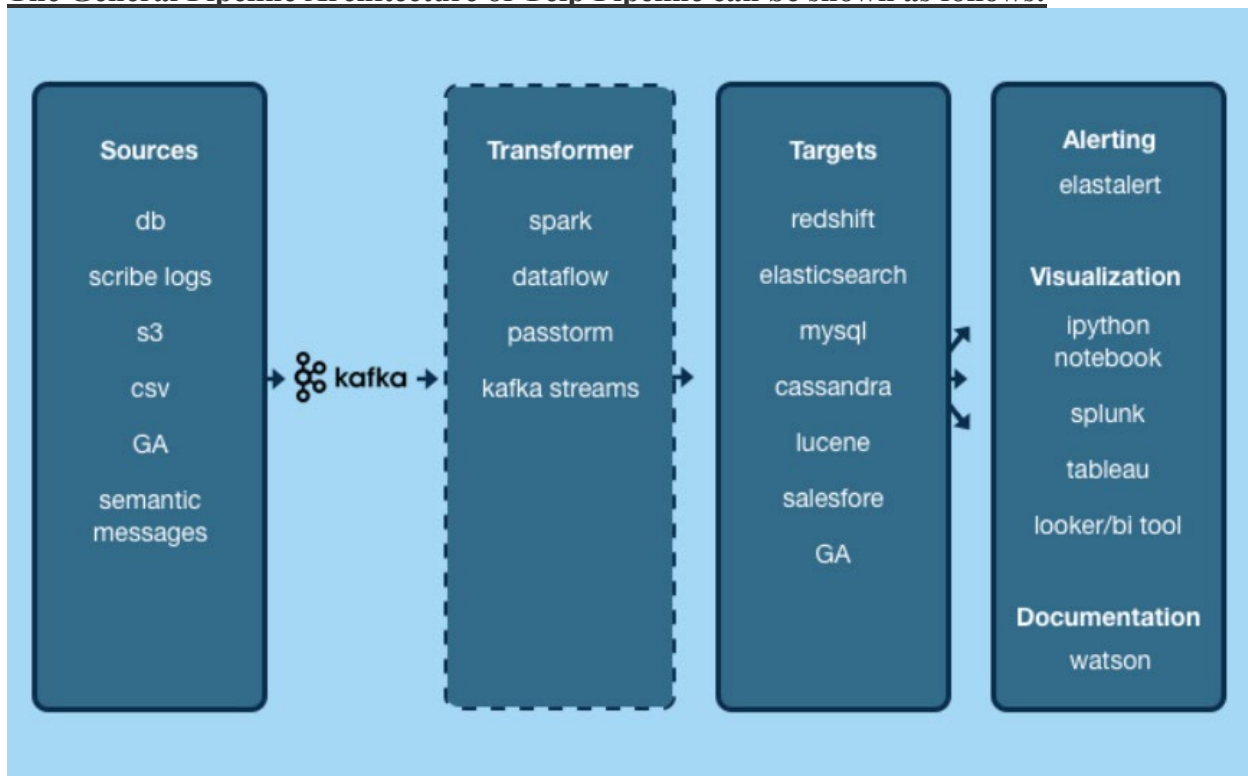 The General Pipeline Architecture of Yelp Pipeline can be shown as follows:
Sources
db
scribe logs
s3
csv
GA
semantic
messages
kafka
Transformer
spark
dataflow
passtorm
kafka streams
Targets
redshift
elasticsearch
mysql
cassandra
lucene
salesfore
GA
Alerting
elastalert
Visualization
ipython
notebook
splunk
tableau
looker/bi tool
Documentation
watson